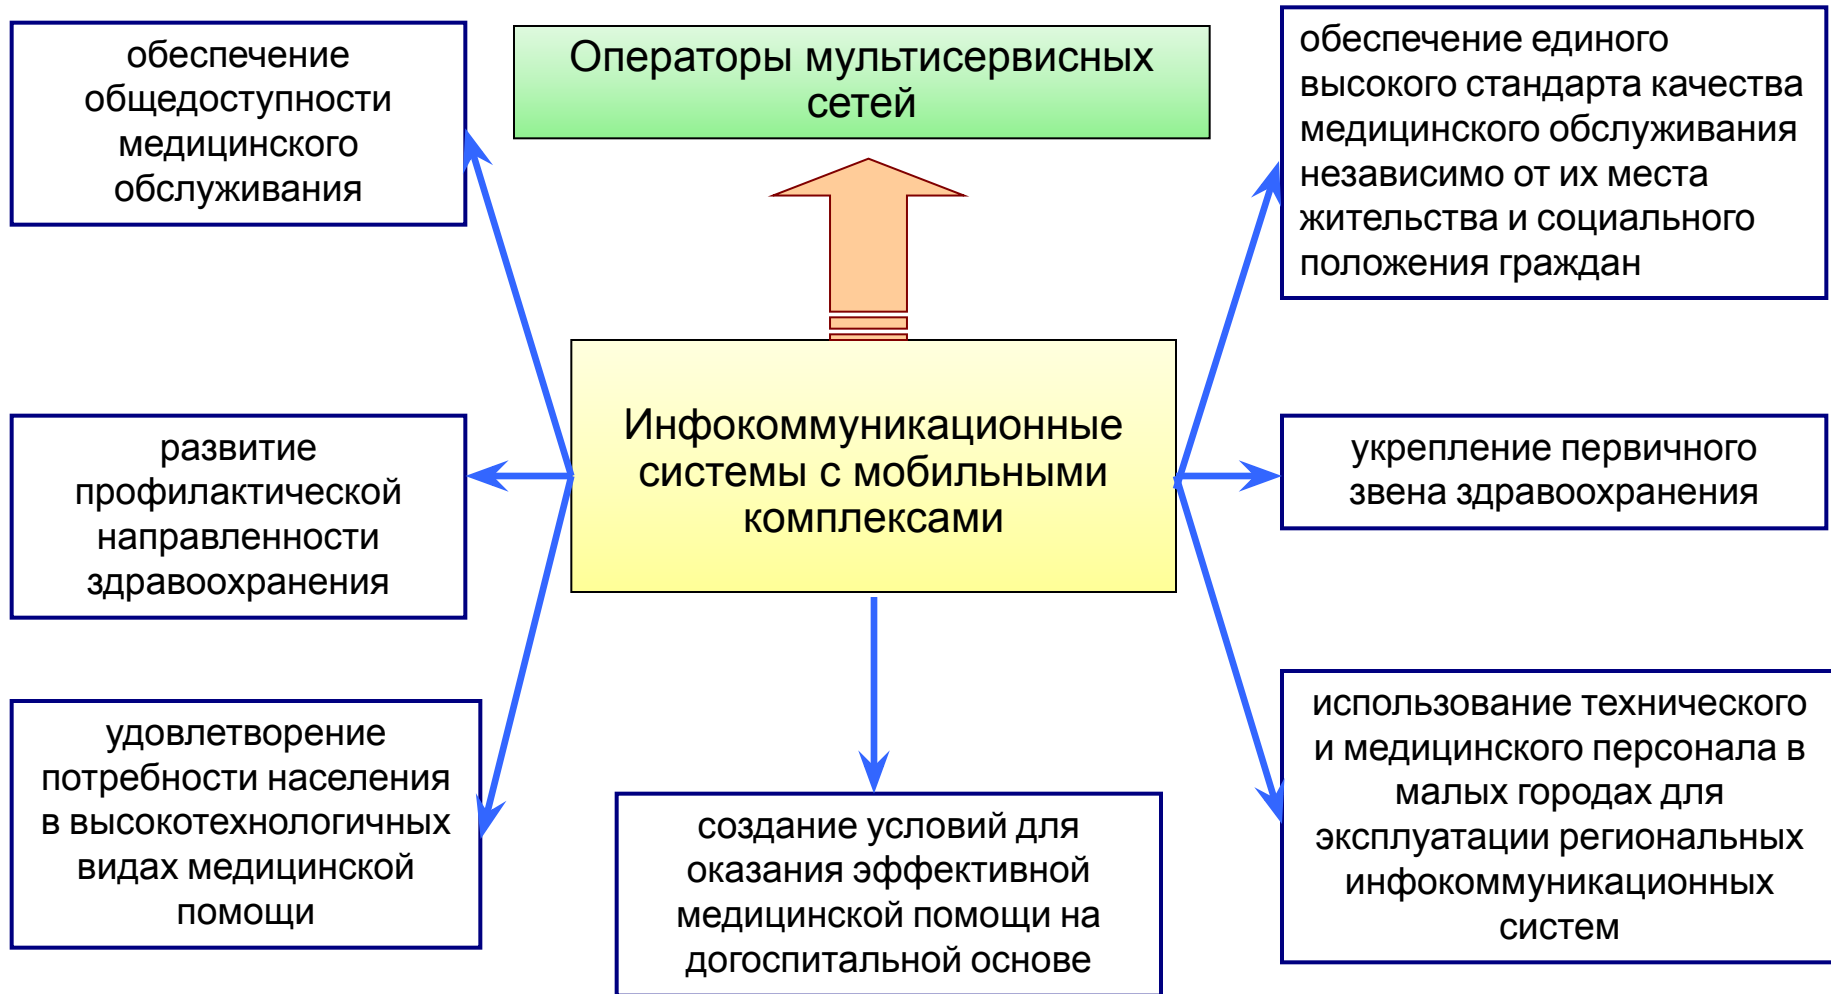 обеспечение
общедоступности
медицинского
обслуживания
Операторы мультисервисных
сетей
обеспечение единого
высокого стандарта качества
медицинского обслуживания
независимо от их места
жительства и социального
положения граждан
развитие
профилактической
направленности
здравоохранения
Инфокоммуникационные
системы с мобильными
комплексами
укрепление первичного
звена здравоохранения
удовлетворение
потребности населения
в высокотехнологичных
видах медицинской
помощи
создание условий для
оказания эффективной
медицинской помощи на
догоспитальной основе
использование технического
и медицинского персонала в
малых городах для
эксплуатации региональных
инфокоммуникационных
систем